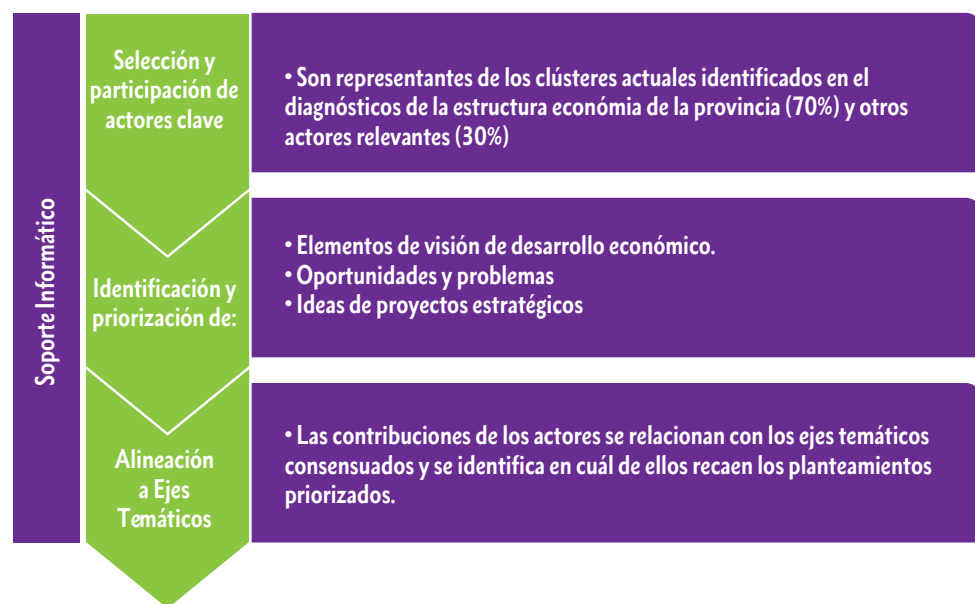 Soporte Informático
Selección y
participación de
actores clave
• Son representantes de los clústeres actuales identificados en el
diagnósticos de la estructura económia de la provincia (70%) y otros
actores relevantes (30%)
Identificación y
priorización de:
• Elementos de visión de desarrollo económico.
• Oportunidades y problemas
• Ideas de proyectos estratégicos
Alineación
a Ejes
Temáticos
• Las contribuciones de los actores se relacionan con los ejes temáticos
consensuados y se identifica en cuál de ellos recaen los planteamientos
priorizados.